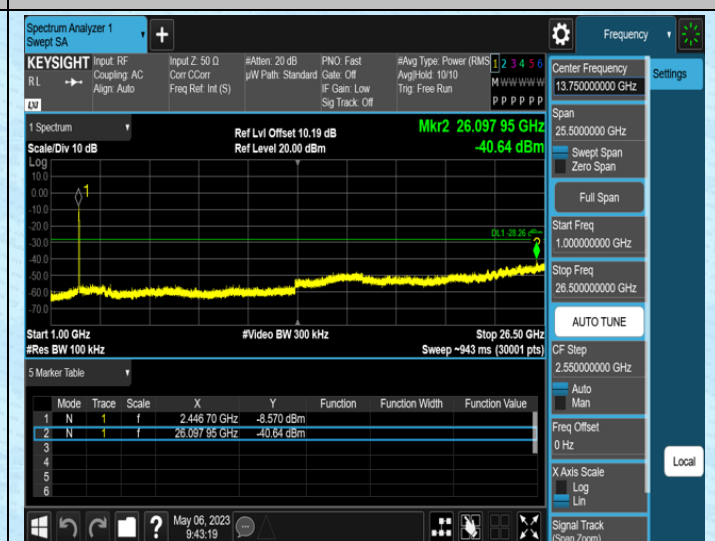 Spectrum Analyzer 1
Swept SA
+
Frequency
KEYSIGHT
RL
LXI
Input: RF
Coupling: AC
Align: Auto
Input Z: 50 Ω
Corr CCorr
Freq Ref: Int (S)
#Atten: 20 dB
µW Path: Standard
PNO: Fast
Gate: Off
IF Gain: Low
Sig Track: Off
#Avg Type: Power (RMS
Avg|Hold: 10/10
Trig: Free Run
1 2 3 4 5 6
M W W W W W
P P P P P P
1 Spectrum
Scale/Div 10 dB
Ref Lvl Offset 10.19 dB
Ref Level 20.00 dBm
Mkr2 26.097 95 GHz
-40.64 dBm
Log
10.0
0.00
-10.0
-20.0
-30.0
-40.0
-50.0
-60.0
-70.0
1
DL1 -28.26 dBm
2
Start 1.00 GHz
#Res BW 100 kHz
#Video BW 300 kHz
Stop 26.50 GHz
Sweep ~943 ms (30001 pts)
5 Marker Table
Mode Trace Scale X Y Function Function Width Function Value
1 N 1 f 2.446 70 GHz -8.570 dBm
2 N 1 f 26.097 95 GHz -40.64 dBm
3
4
5
6
?
May 06, 2023
9:43:19
Center Frequency
13.750000000 GHz
Settings
Span
25.5000000 GHz
Swept Span
Zero Span
Full Span
Start Freq
1.000000000 GHz
Stop Freq
26.500000000 GHz
AUTO TUNE
CF Step
2.550000000 GHz
Auto
Man
Freq Offset
0 Hz
X Axis Scale
Log
Lin
Local
Signal Track
(Span Zoom)